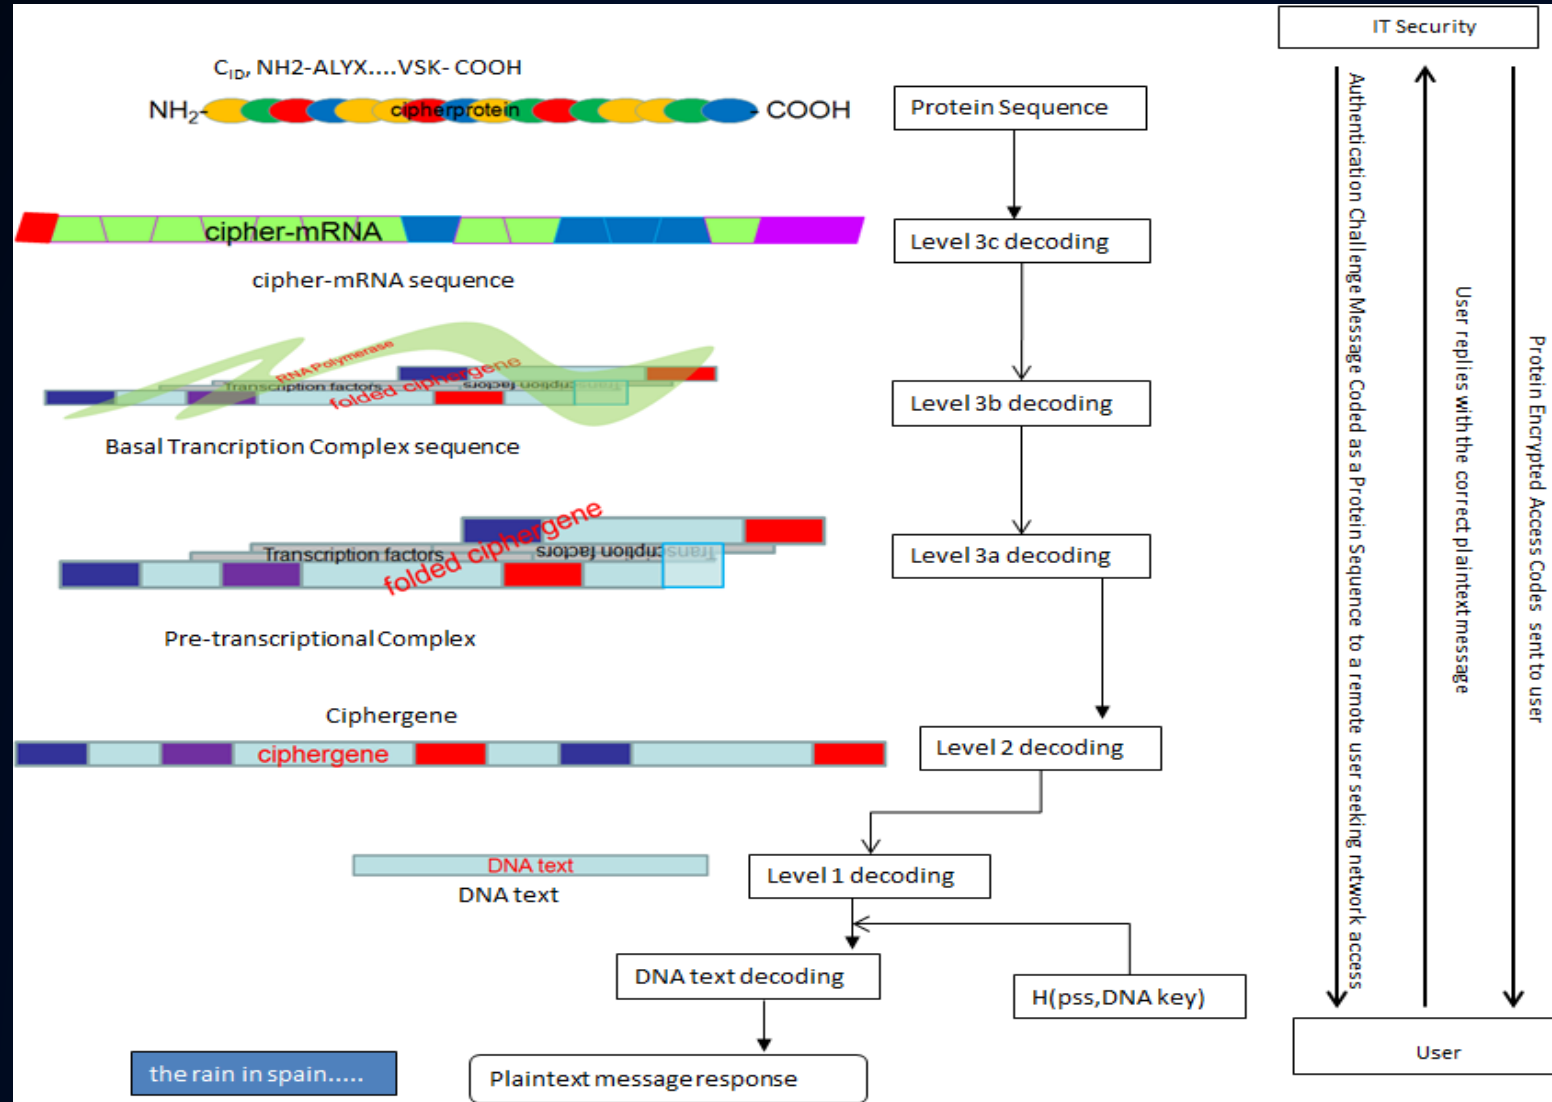 IT Security
C_ID, NH2-ALYX....VSK- COOH
NH2-
cipherprotein
- COOH
Protein Sequence
cipher-mRNA
Level 3c decoding
cipher-mRNA sequence
RNA Polymerase
Transcription factors
Transcription factors
folded ciphergene
Level 3b decoding
Basal Trancription Complex sequence
Transcription factors
Transcription factors
folded ciphergene
Level 3a decoding
Pre-transcriptional Complex
Ciphergene
ciphergene
Level 2 decoding
DNA text
DNA text
Level 1 decoding
DNA text decoding
H(pss,DNA key)
the rain in spain.....
Plaintext message response
Authentication Challenge Message Coded as a Protein Sequence to a remote user seeking network access
User replies with the correct plaintext message
Protein Encrypted Access Codes sent to user
User